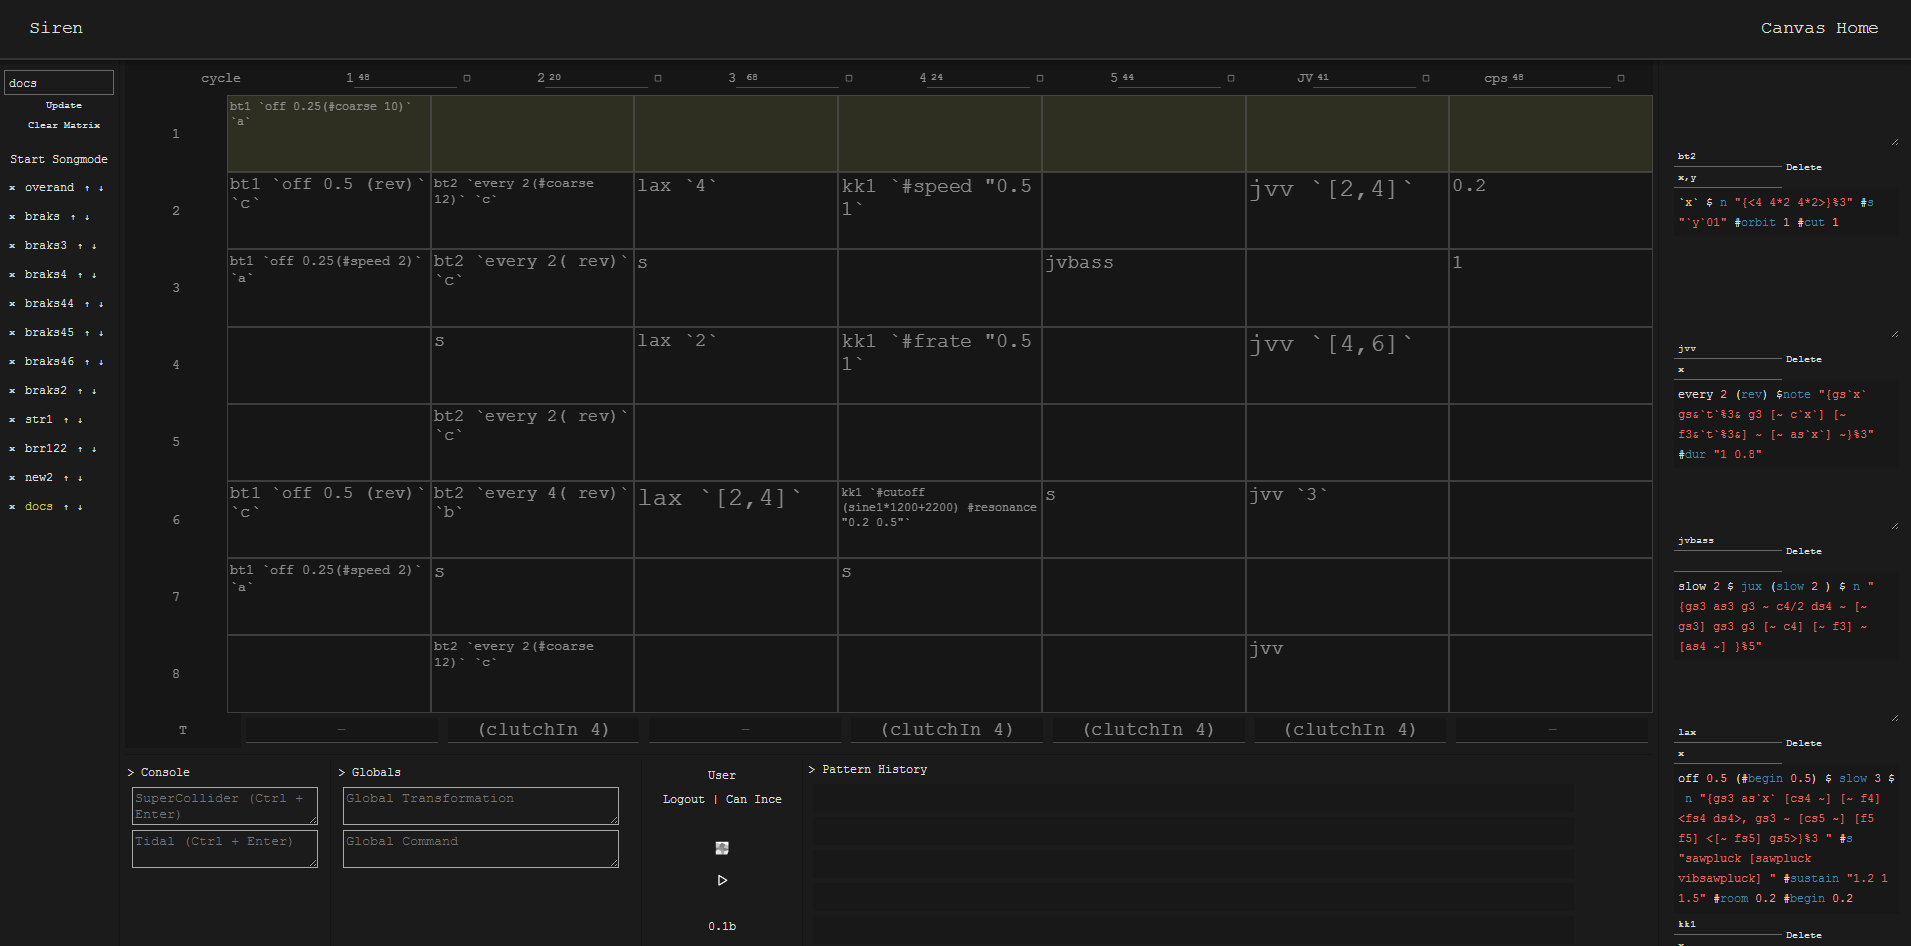 Siren
Canvas Home
docs
Update
Clear Matrix
Start Songmode
× overand ↑ ↓
× braks ↑ ↓
× braks3 ↑ ↓
× braks4 ↑ ↓
× braks44 ↑ ↓
× braks45 ↑ ↓
× braks46 ↑ ↓
× braks2 ↑ ↓
× str1 ↑ ↓
× brr122 ↑ ↓
× new2 ↑ ↓
× docs ↑ ↓
cycle 1 48 2 20 3 68 4 24 5 44 JV 41 cps 48
1
bt1 `off 0.25(#coarse 10)`
`a`
2
bt1 `off 0.5 (rev)`
`c`
bt2 `every 2(#coarse
12)` `c`
lax `4`
kk1 `#speed "0.5
1`
jvv `[2,4]`
0.2
3
bt1 `off 0.25(#speed 2)`
`a`
bt2 `every 2( rev)`
`c`
s
jvbass
1
4
s
lax `2`
kk1 `#frate "0.5
1`
jvv `[4,6]`
5
bt2 `every 2( rev)`
`c`
6
bt1 `off 0.5 (rev)`
`c`
bt2 `every 4( rev)`
`b`
lax `[2,4]`
kk1 `#cutoff
(sine1*1200+2200) #resonance
"0.2 0.5"`
s
jvv `3`
7
bt1 `off 0.25(#speed 2)`
`a`
s
s
8
bt2 `every 2(#coarse
12)` `c`
jvv
T – (clutchIn 4) – (clutchIn 4) (clutchIn 4) (clutchIn 4) –
> Console
SuperCollider (Ctrl +
Enter)
Tidal (Ctrl + Enter)
> Globals
Global Transformation
Global Command
User
Logout | Can Ince
0.1b
> Pattern History
bt2
Delete
x,y
`x` $ n "{<4 4*2 4*2>}%3" #s
"`y`01" #orbit 1 #cut 1
jvv
Delete
x
every 2 (rev) $note "{gs`x`
gs&`t`%3& g3 [~ c`x`] [~
f3&`t`%3&] ~ [~ as`x`] ~}%3"
#dur "1 0.8"
jvbass
Delete
slow 2 $ jux (slow 2 ) $ n "
{gs3 as3 g3 ~ c4/2 ds4 ~ [~
gs3] gs3 g3 [~ c4] [~ f3] ~
[as4 ~] }%5"
lax
Delete
x
off 0.5 (#begin 0.5) $ slow 3 $
n "{gs3 as`x` [cs4 ~] [~ f4]
<fs4 ds4>, gs3 ~ [cs5 ~] [f5
f5] <[~ fs5] gs5>}%3 " #s
"sawpluck [sawpluck
vibsawpluck] " #sustain "1.2 1
1.5" #room 0.2 #begin 0.2
kk1
Delete